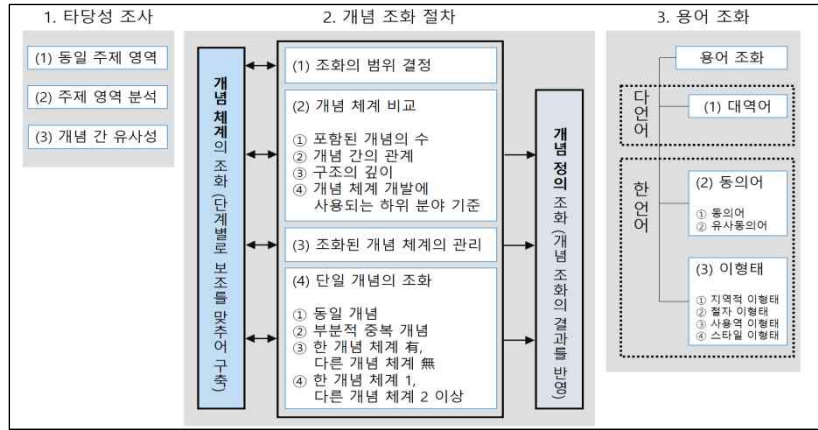 1. 타당성 조사
(1) 동일 주제 영역
(2) 주제 영역 분석
(3) 개념 간 유사성
2. 개념 조화 절차
개념 체계의 조화 (단계별로 보조를 맞추어 구축)
(1) 조화의 범위 결정
(2) 개념 체계 비교
① 포함된 개념의 수
② 개념 간의 관계
③ 구조의 깊이
④ 개념 체계 개발에
사용되는 하위 분야 기준
(3) 조화된 개념 체계의 관리
(4) 단일 개념의 조화
① 동일 개념
② 부분적 중복 개념
③ 한 개념 체계 有,
다른 개념 체계 無
④ 한 개념 체계 1,
다른 개념 체계 2 이상
개념 정의 조화 (개념 조화의 결과를 반영)
3. 용어 조화
용어 조화
다언어
(1) 대역어
한 언어
(2) 동의어
① 동의어
② 유사동의어
(3) 이형태
① 지역적 이형태
② 철자 이형태
③ 사용역 이형태
④ 스타일 이형태